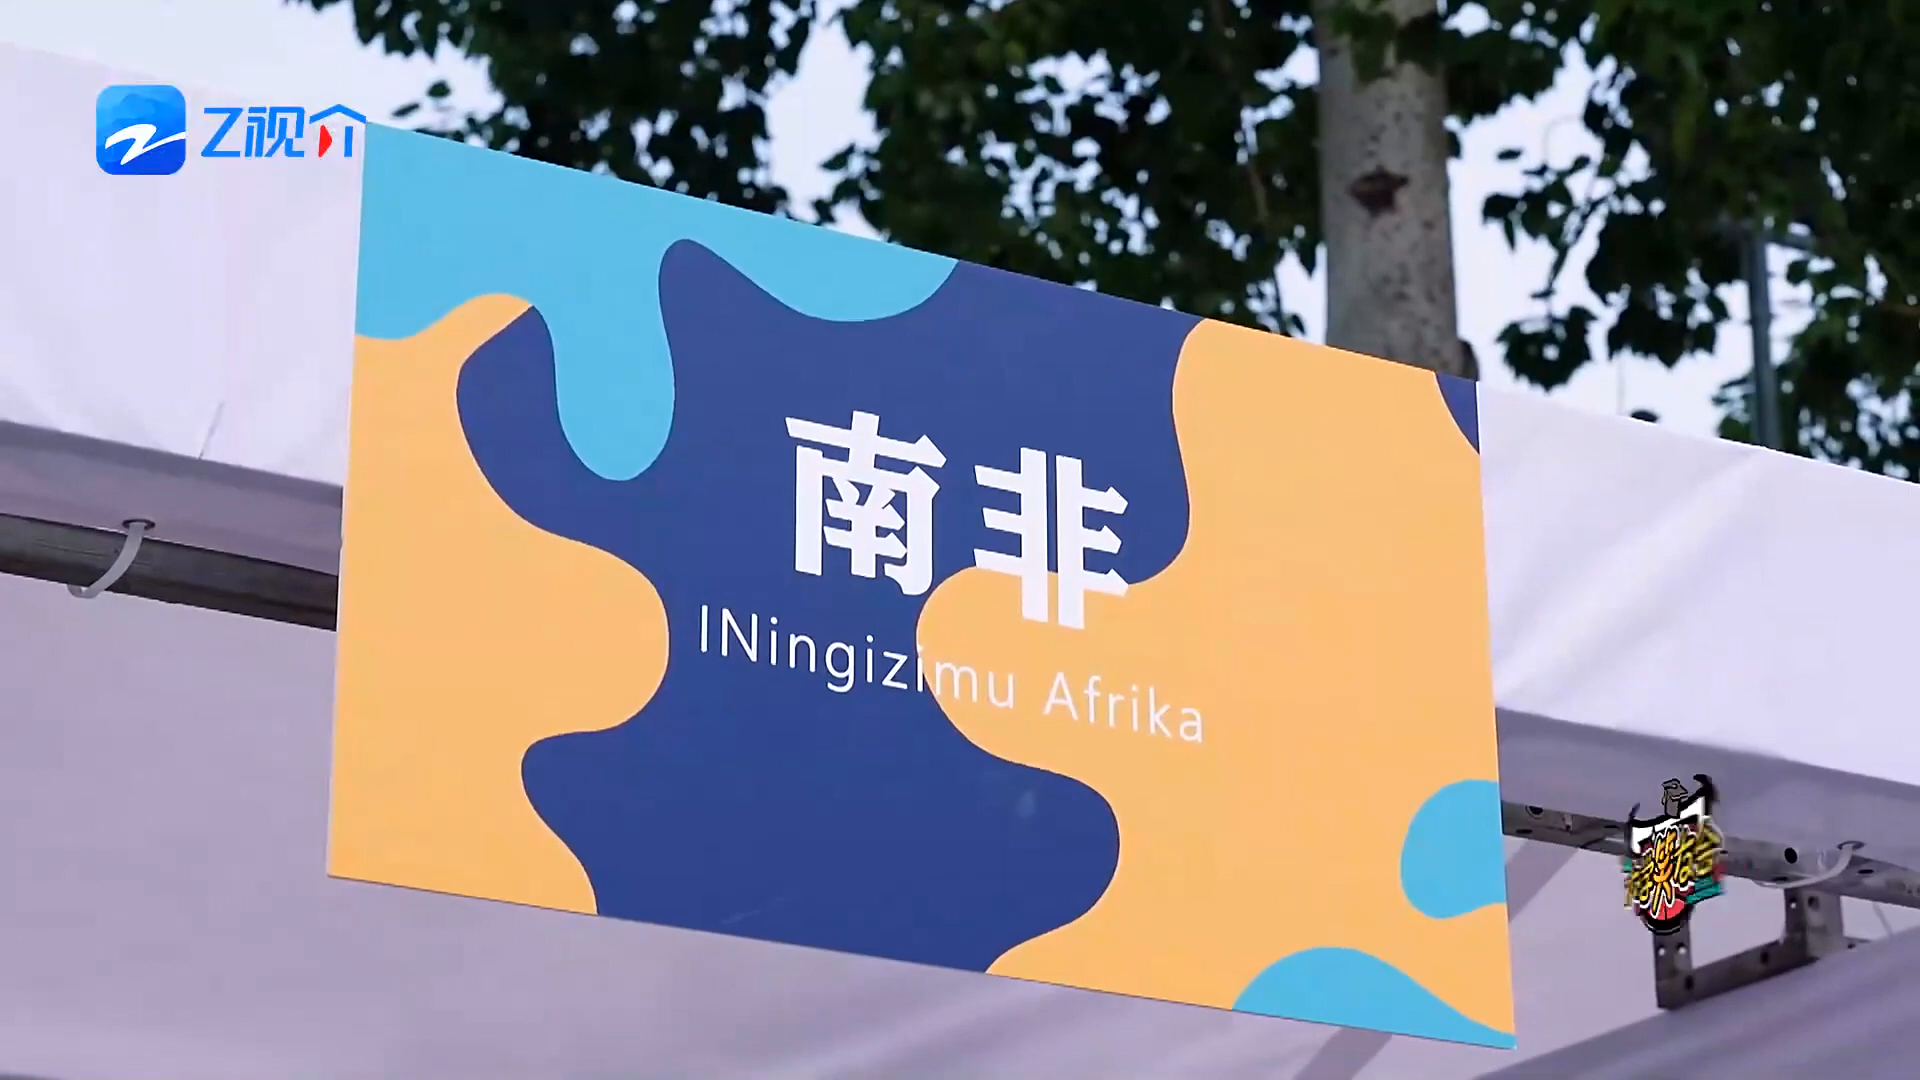 Z视介
南非
INingizimu Afrika